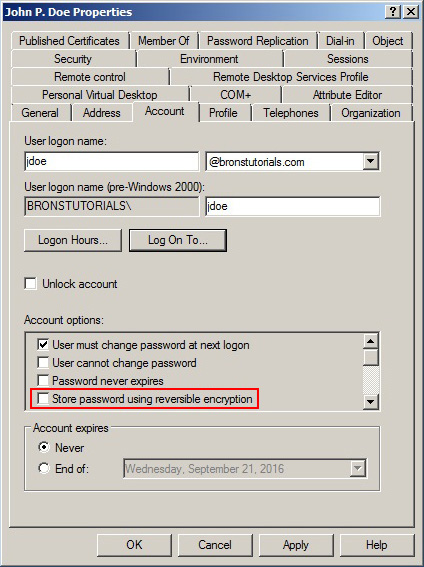 John P. Doe Properties
Published Certificates Member Of Password Replication Dial-in Object
Security Environment Sessions
Remote control Remote Desktop Services Profile
Personal Virtual Desktop COM+ Attribute Editor
General Address Account Profile Telephones Organization
User logon name:
jdoe @bronstutorials.com
User logon name (pre-Windows 2000):
BRONSTUTORIALS\ jdoe
Logon Hours... Log On To...
Unlock account
Account options:
User must change password at next logon
User cannot change password
Password never expires
Store password using reversible encryption
Account expires
Never
End of: Wednesday, September 21, 2016
OK Cancel Apply Help